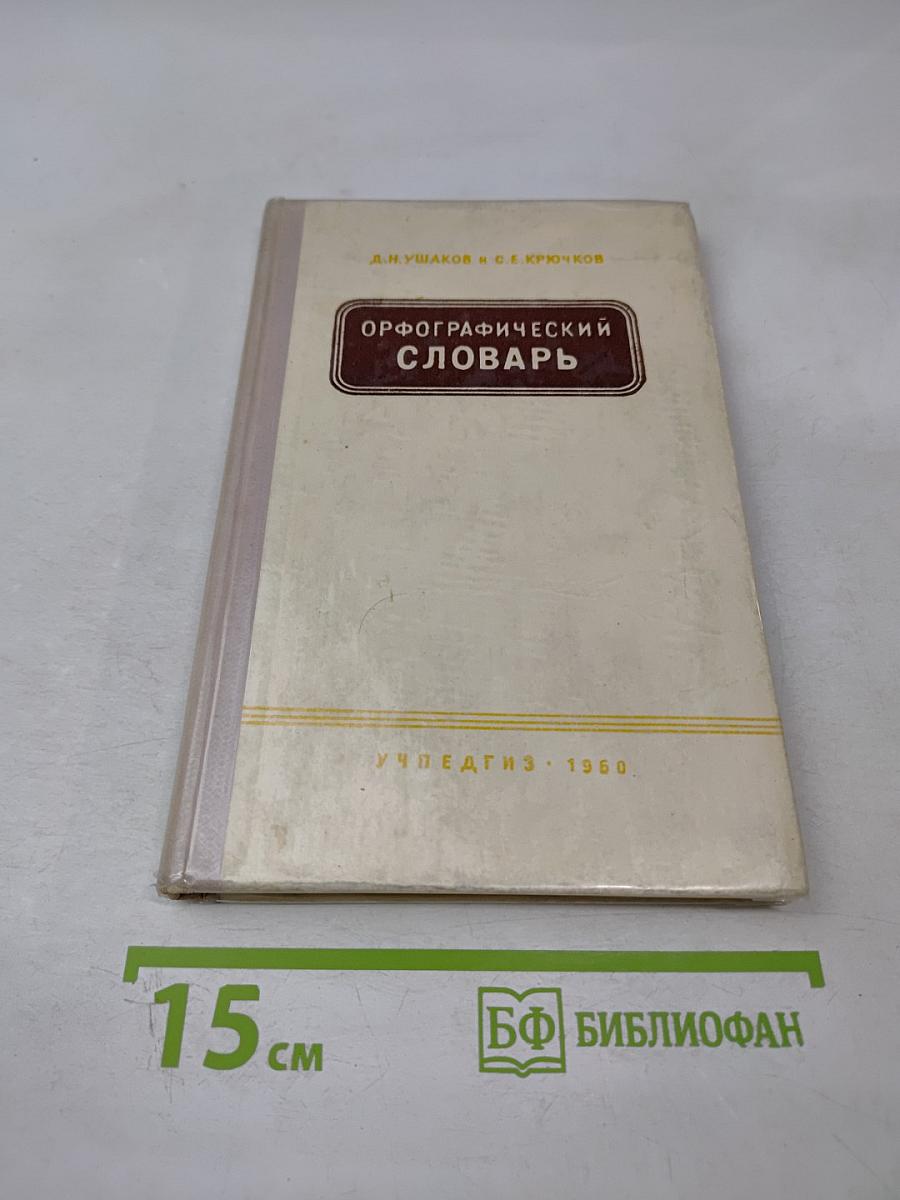 Д.Н.УШАКОВ и С.Е.КРЮЧКОВ
ОРФОГРАФИЧЕСКИЙ
СЛОВАРЬ
УЧПЕДГИЗ · 1960
15 см
БФ БИБЛИОФАН